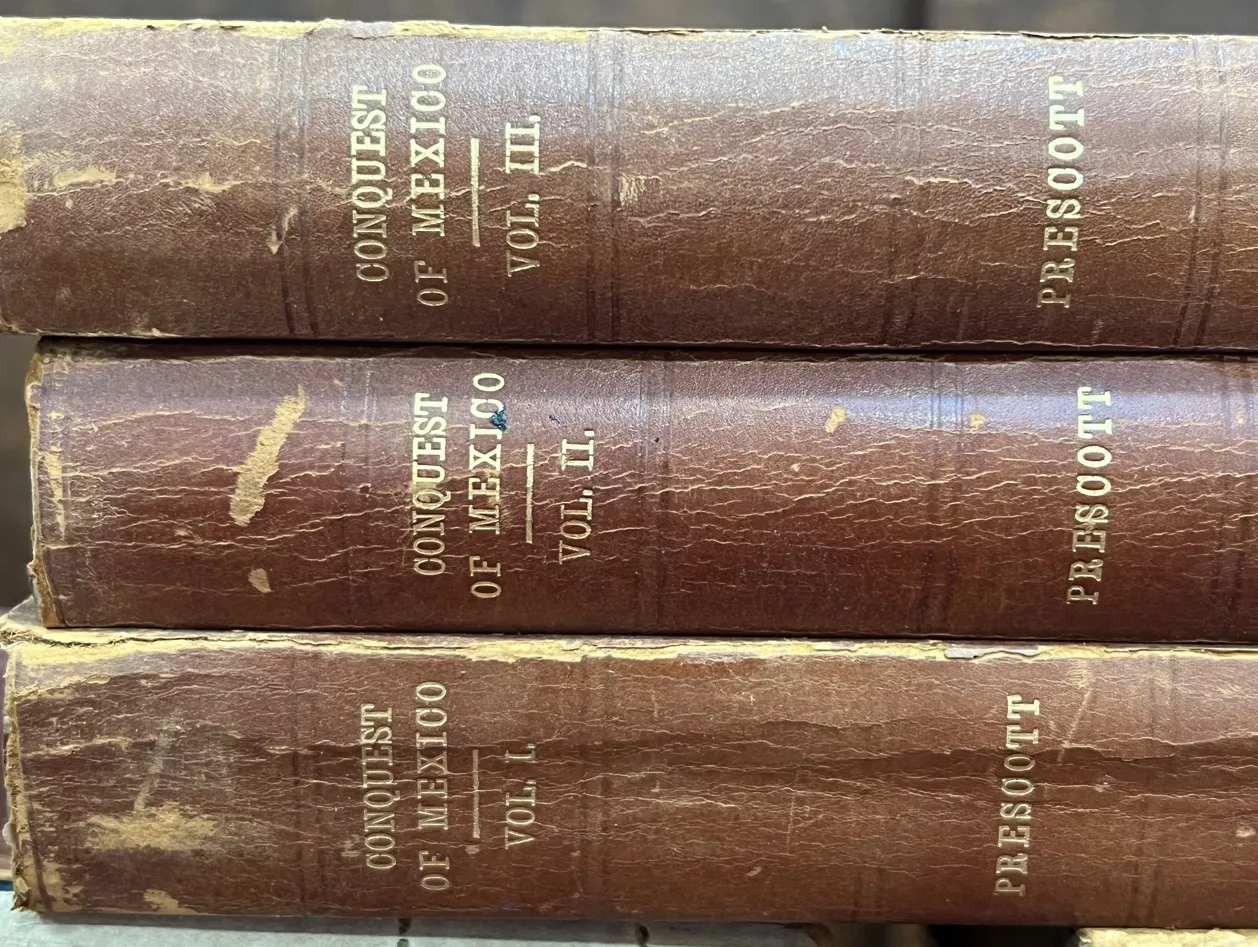 CONQUEST
OF MEXICO
VOL. III.
PRESCOTT
CONQUEST
OF MEXICO
VOL. II.
PRESCOTT
CONQUEST
OF MEXICO
VOL. I.
PRESCOTT